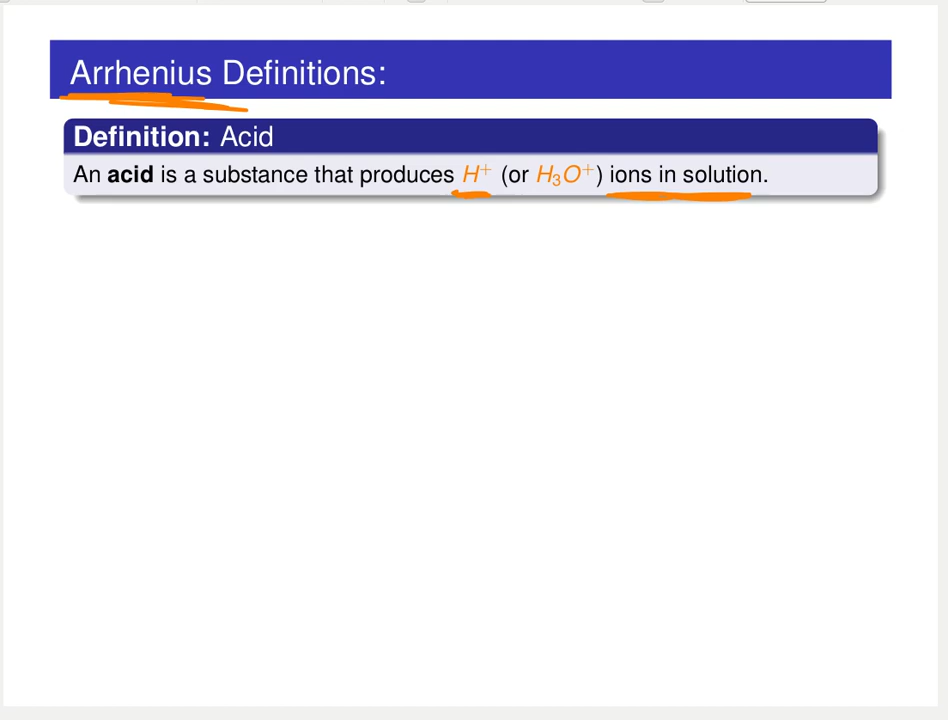 Arrhenius Definitions:
Definition: Acid
An acid is a substance that produces H⁺ (or H₃O⁺) ions in solution.